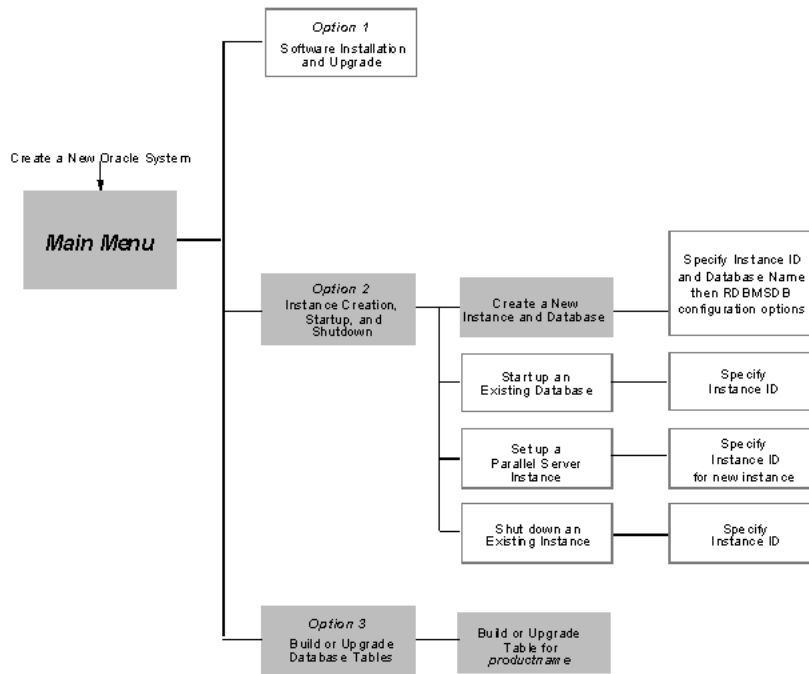 Option 1
Software Installation
and Upgrade
Create a New Oracle System
Main Menu
Option 2
Instance Creation,
Startup, and
Shutdown
Create a New
Instance and Database
Specify Instance ID
and Database Name
then RDBMSDB
configuration options
Startup an
Existing Database
Specify
Instance ID
Set up a
Parallel Server
Instance
Specify
Instance ID
for new instance
Shut down an
Existing Instance
Specify
Instance ID
Option 3
Build or Upgrade
Database Tables
Build or Upgrade
Table for
productname